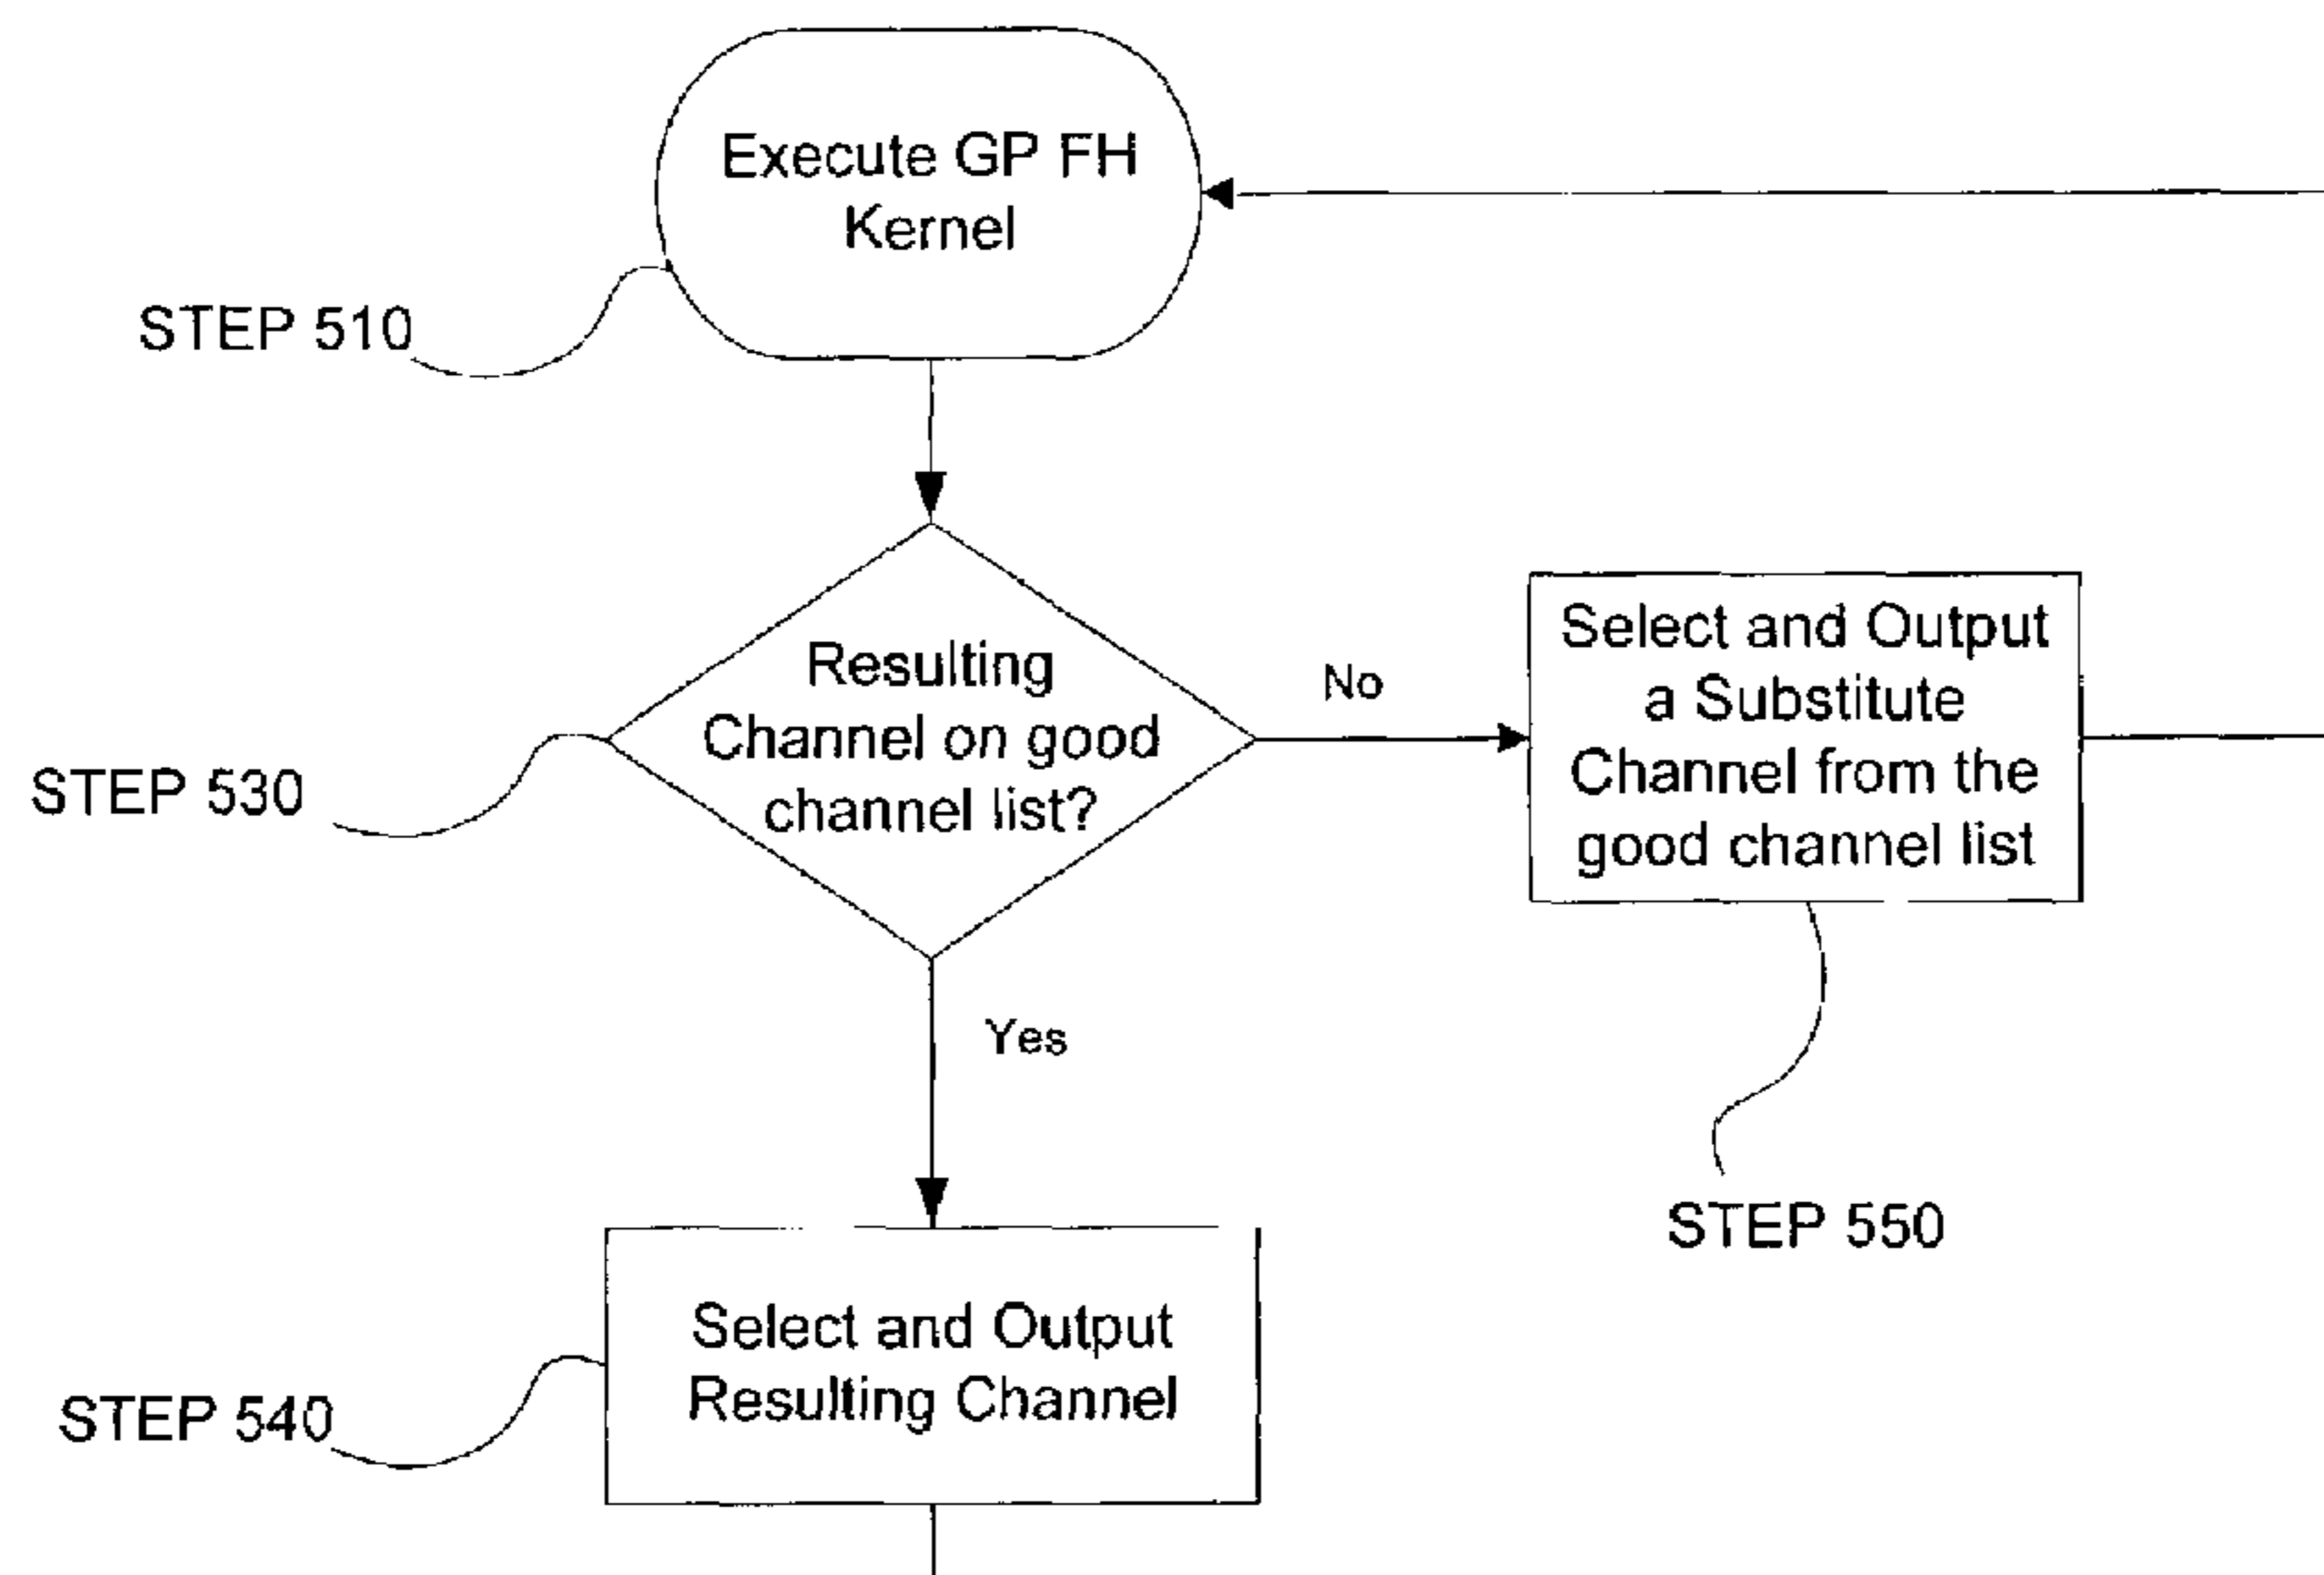 Execute GP FH
Kernel
STEP 510
Resulting
Channel on good
channel list?
STEP 530
No
Select and Output
a Substitute
Channel from the
good channel list
STEP 550
Yes
Select and Output
Resulting Channel
STEP 540